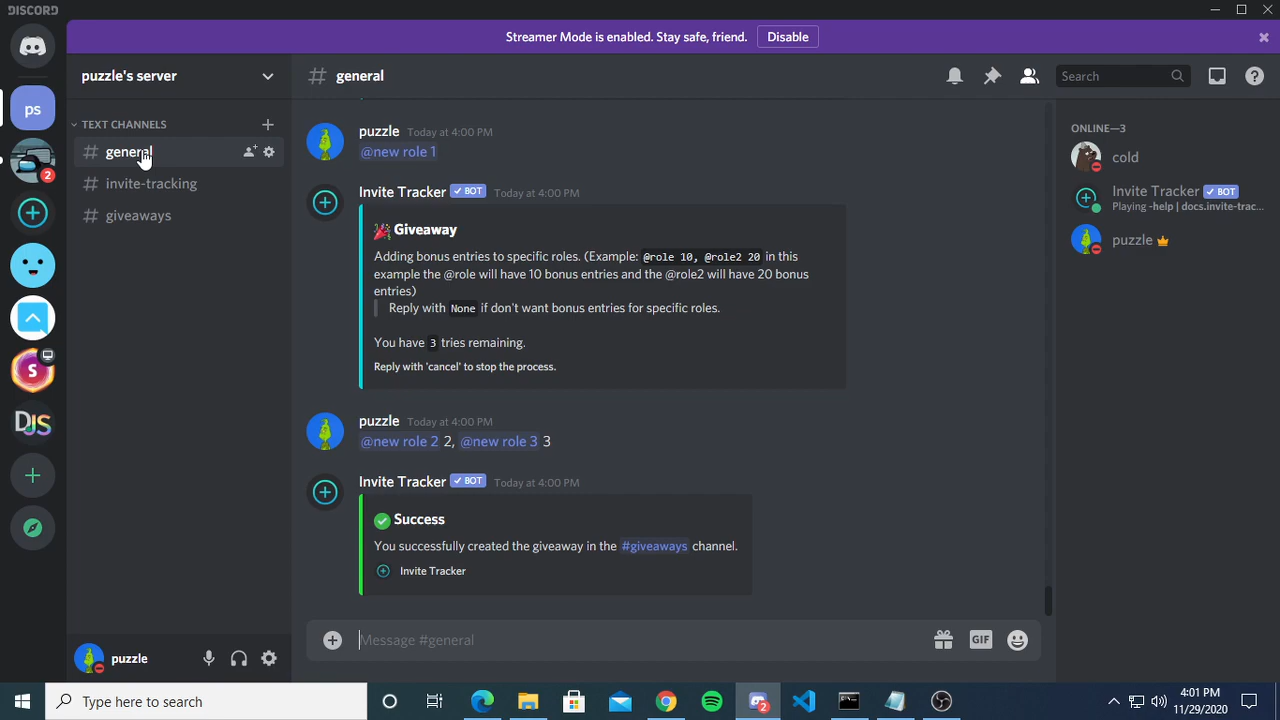 DISCORD
Streamer Mode is enabled. Stay safe, friend.
Disable
ps
2
S
DJS
puzzle's server
TEXT CHANNELS
general
invite-tracking
giveaways
puzzle
general
Search
puzzle Today at 4:00 PM
@new role 1
Invite Tracker ✓ BOT Today at 4:00 PM
Giveaway
Adding bonus entries to specific roles. (Example: @role 10, @role2 20 in this
example the @role will have 10 bonus entries and the @role2 will have 20 bonus
entries)
Reply with None if don't want bonus entries for specific roles.
You have 3 tries remaining.
Reply with 'cancel' to stop the process.
puzzle Today at 4:00 PM
@new role 2 2, @new role 3 3
Invite Tracker ✓ BOT Today at 4:00 PM
Success
You successfully created the giveaway in the #giveaways channel.
Invite Tracker
Message #general
GIF
ONLINE—3
cold
Invite Tracker ✓ BOT
Playing -help | docs.invite-trac...
puzzle
Type here to search
2
4:01 PM
11/29/2020